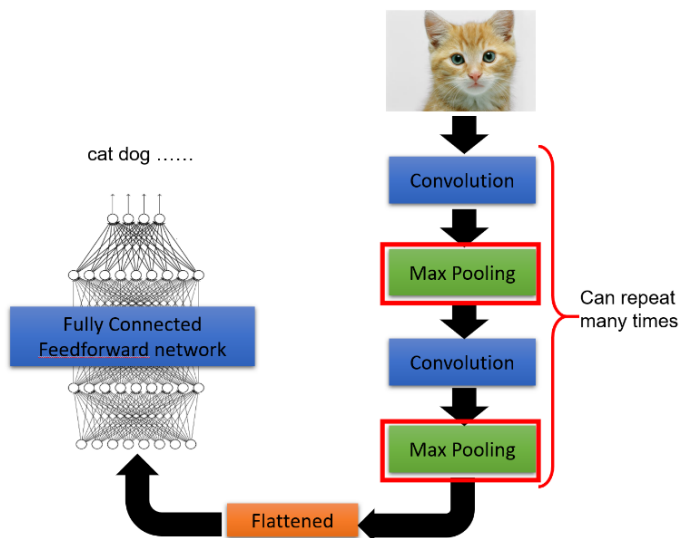 cat dog ……
Convolution
Max Pooling
Can repeat
many times
Fully Connected
Feedforward network
Convolution
Max Pooling
Flattened